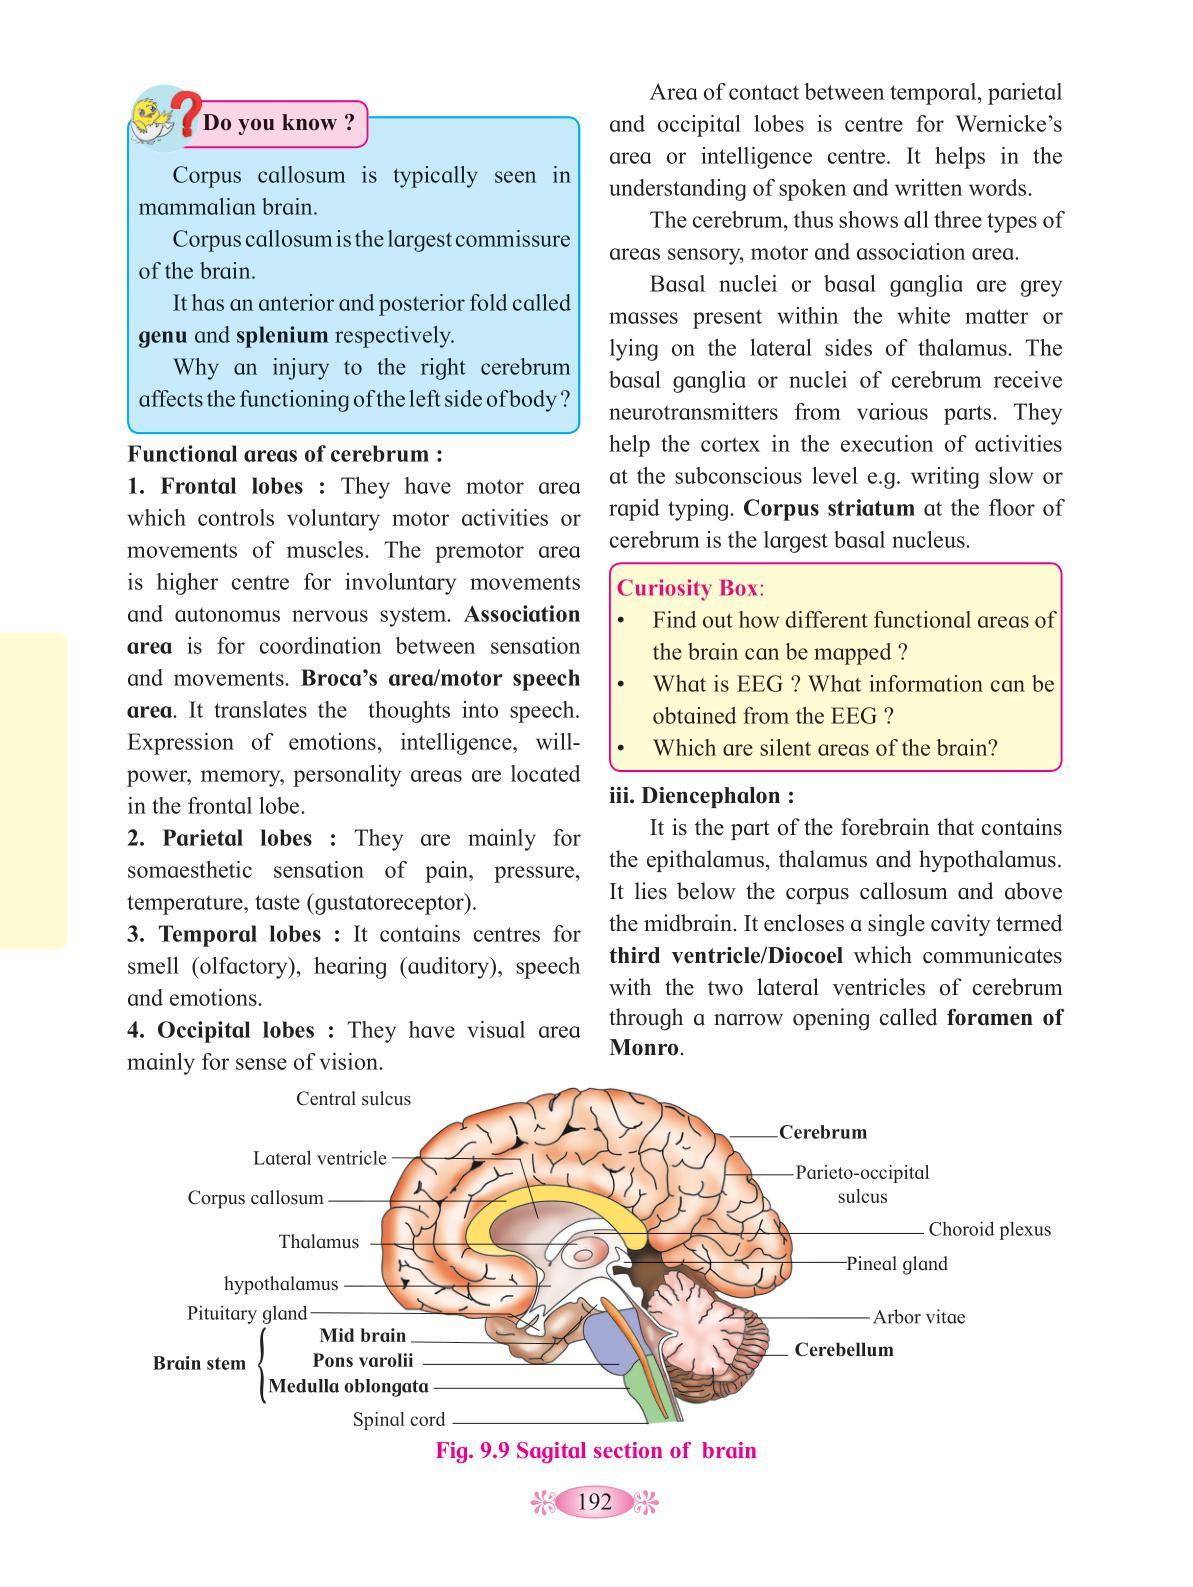 Do you know ?
Corpus callosum is typically seen in
mammalian brain.
Corpus callosum is the largest commissure
of the brain.
It has an anterior and posterior fold called
genu and splenium respectively.
Why an injury to the right cerebrum
affects the functioning of the left side of body ?
Functional areas of cerebrum :
1. Frontal lobes : They have motor area
which controls voluntary motor activities or
movements of muscles. The premotor area
is higher centre for involuntary movements
and autonomus nervous system. Association
area is for coordination between sensation
and movements. Broca's area/motor speech
area. It translates the thoughts into speech.
Expression of emotions, intelligence, will-
power, memory, personality areas are located
in the frontal lobe.
2. Parietal lobes : They are mainly for
somaesthetic sensation of pain, pressure,
temperature, taste (gustatoreceptor).
3. Temporal lobes : It contains centres for
smell (olfactory), hearing (auditory), speech
and emotions.
4. Occipital lobes : They have visual area
mainly for sense of vision.
Area of contact between temporal, parietal
and occipital lobes is centre for Wernicke's
area or intelligence centre. It helps in the
understanding of spoken and written words.
The cerebrum, thus shows all three types of
areas sensory, motor and association area.
Basal nuclei or basal ganglia are grey
masses present within the white matter or
lying on the lateral sides of thalamus. The
basal ganglia or nuclei of cerebrum receive
neurotransmitters from various parts. They
help the cortex in the execution of activities
at the subconscious level e.g. writing slow or
rapid typing. Corpus striatum at the floor of
cerebrum is the largest basal nucleus.
Curiosity Box:
• Find out how different functional areas of
the brain can be mapped ?
• What is EEG ? What information can be
obtained from the EEG ?
• Which are silent areas of the brain?
iii. Diencephalon :
It is the part of the forebrain that contains
the epithalamus, thalamus and hypothalamus.
It lies below the corpus callosum and above
the midbrain. It encloses a single cavity termed
third ventricle/Diocoel which communicates
with the two lateral ventricles of cerebrum
through a narrow opening called foramen of
Monro.
Central sulcus
Lateral ventricle
Corpus callosum
Thalamus
hypothalamus
Pituitary gland
Mid brain
Brain stem
Pons varolii
Medulla oblongata
Spinal cord
Cerebrum
Parieto-occipital
sulcus
Choroid plexus
Pineal gland
Arbor vitae
Cerebellum
Fig. 9.9 Sagital section of brain
192